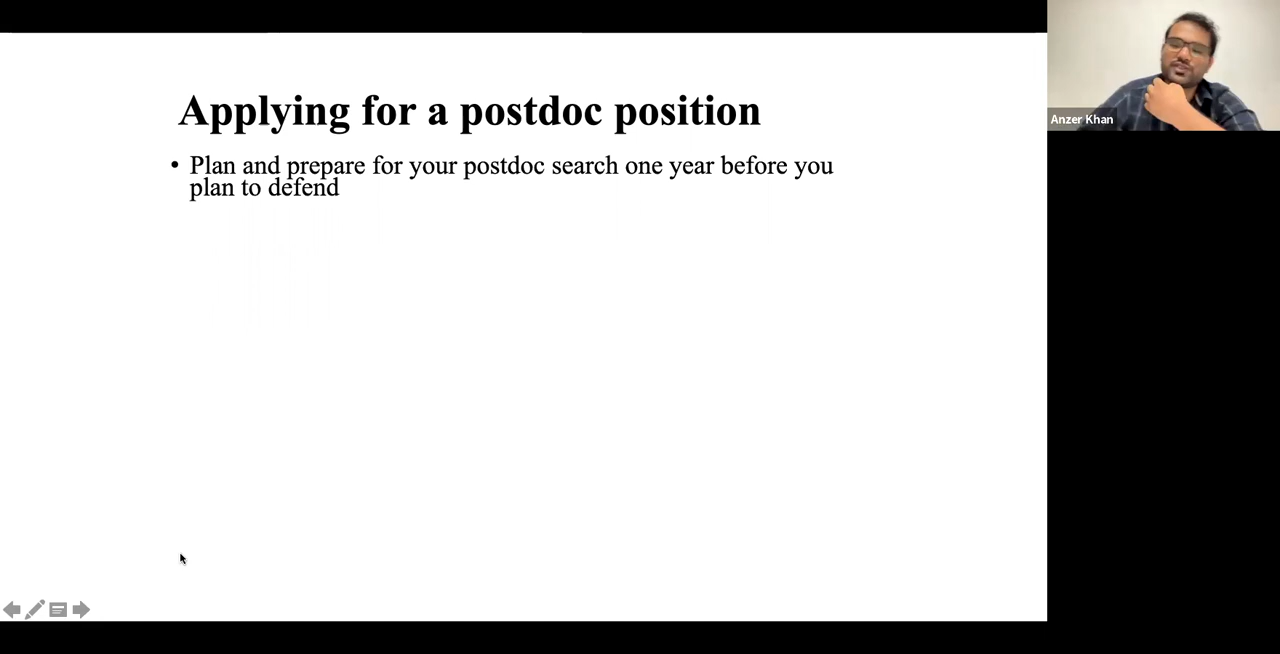 Applying for a postdoc position
• Plan and prepare for your postdoc search one year before you
plan to defend
Anzer Khan